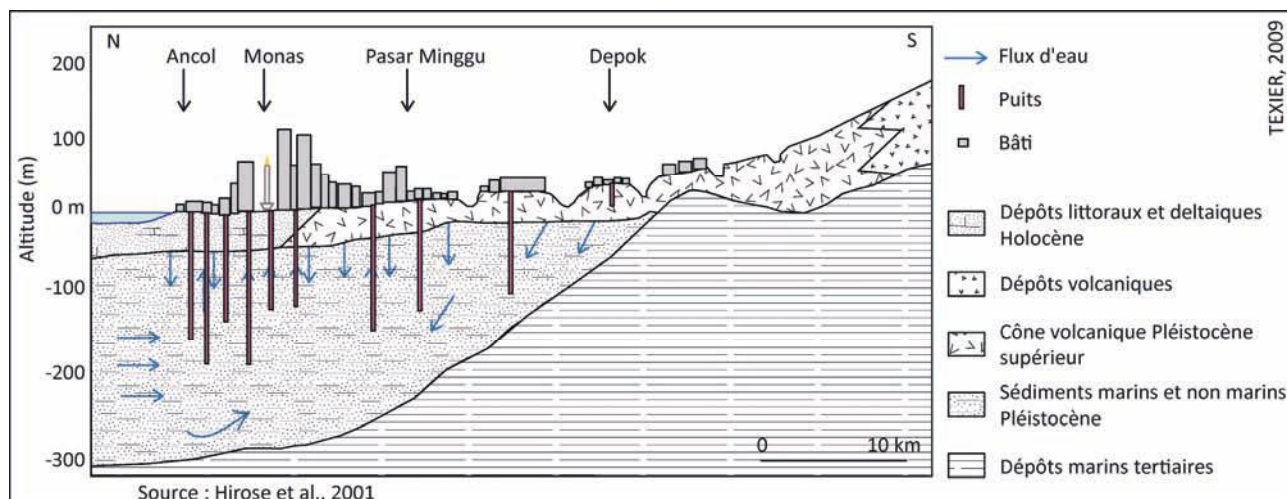 N
S
Ancol
Monas
Pasar Minggu
Depok
200
100
0 m
-100
-200
-300
Altitude (m)
0
10 km
Source : Hirose et al., 2001
Flux d'eau
Puits
Bâti
Dépôts littoraux et deltaiques
Holocène
Dépôts volcaniques
Cône volcanique Pléistocène
supérieur
Sédiments marins et non marins
Pléistocène
Dépôts marins tertiaires
TEXIER, 2009